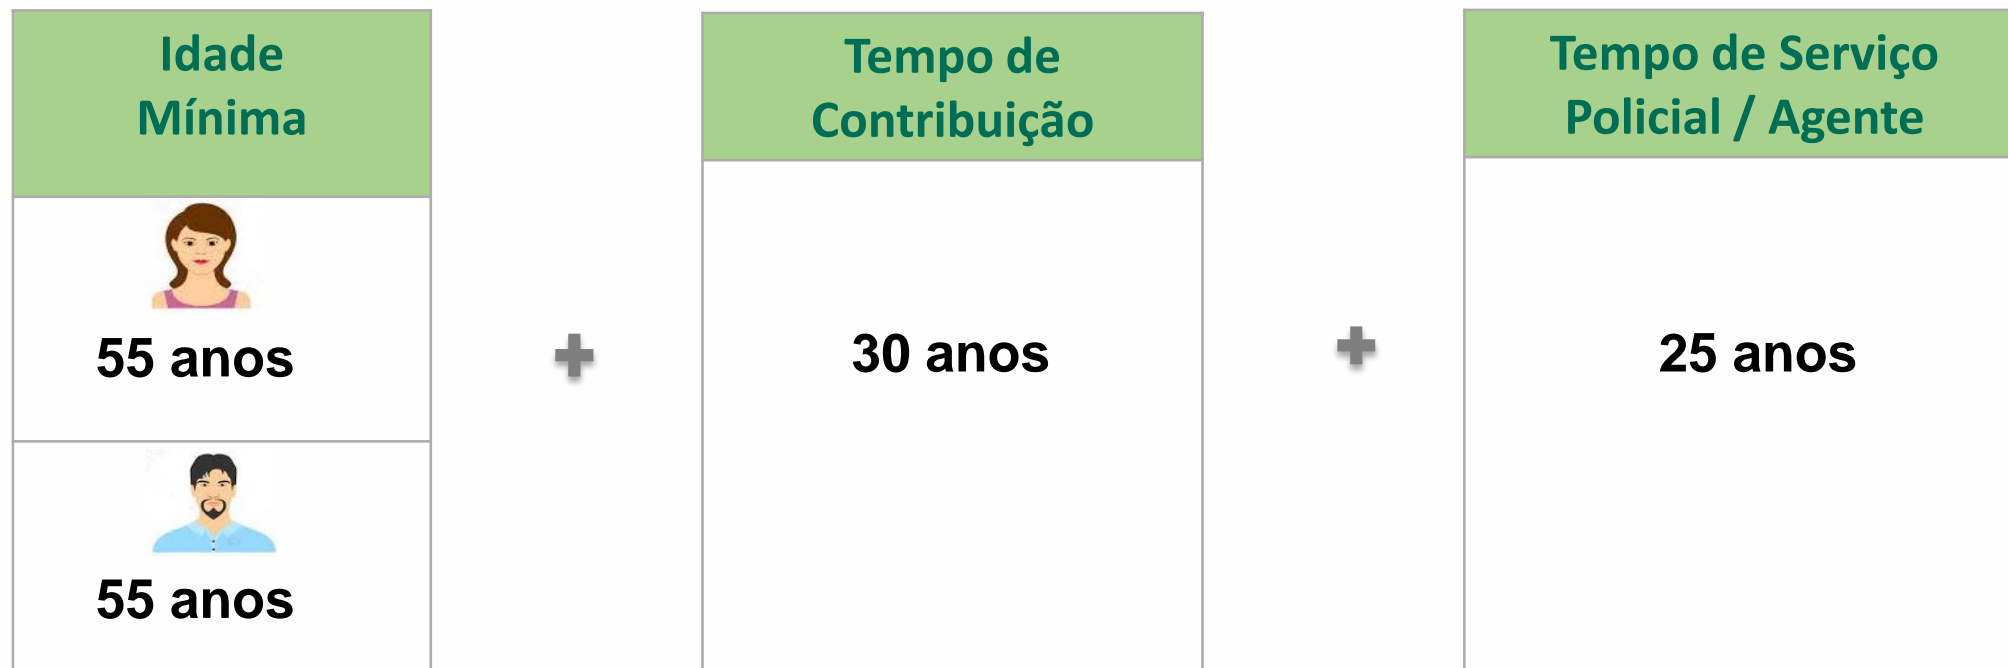 Idade
Mínima
55 anos
55 anos
Tempo de
Contribuição
30 anos
Tempo de Serviço
Policial / Agente
25 anos